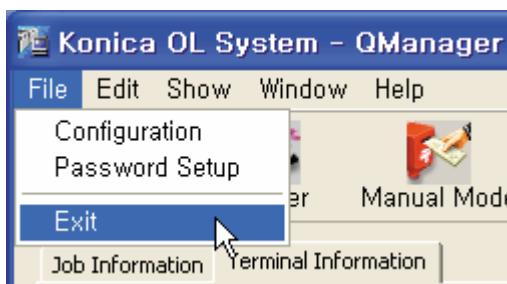 Konica OL System - QManager
File Edit Show Window Help
Configuration
Password Setup
Manual Mod
Exit
Job Information Terminal Information